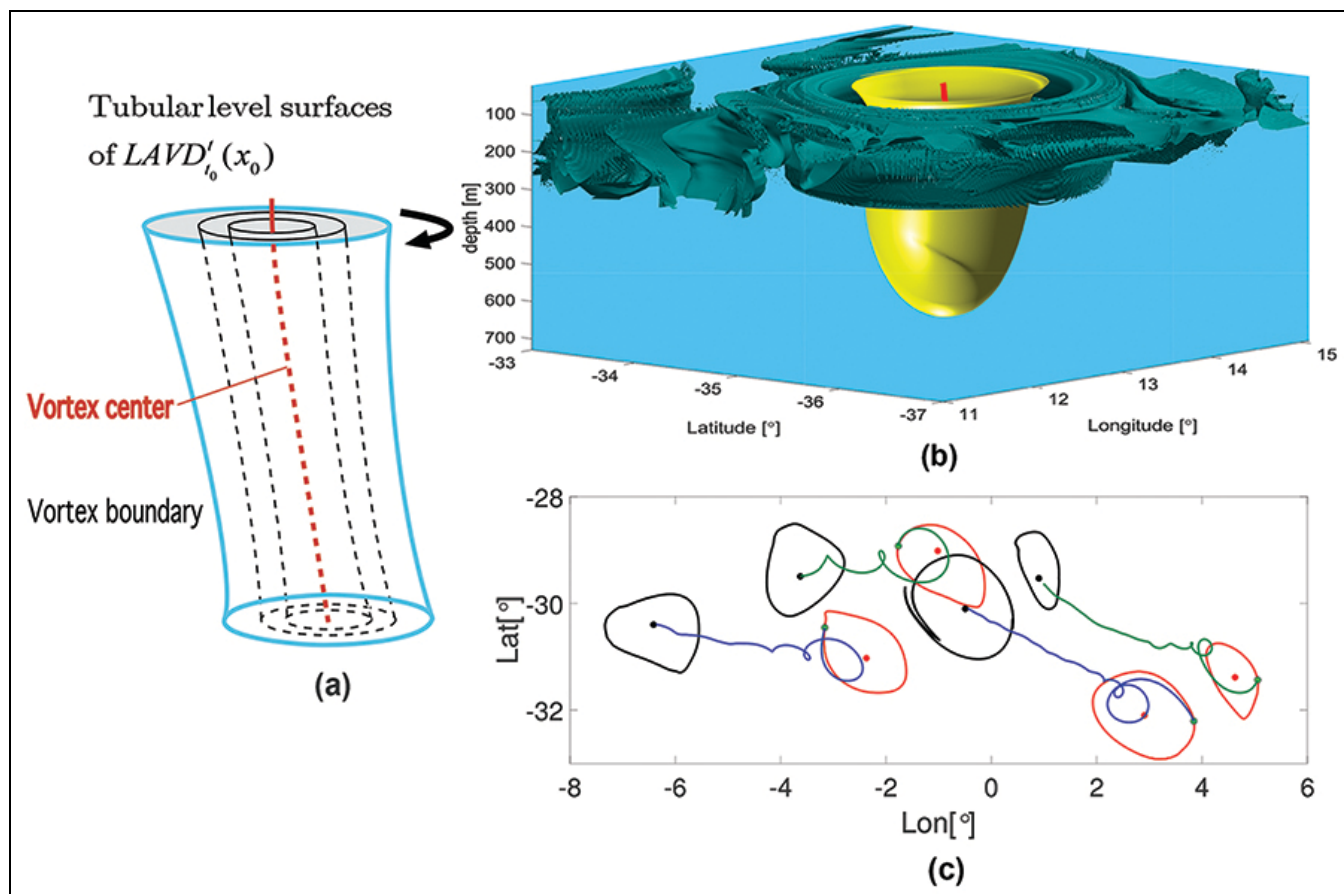 Tubular level surfaces
of LAVD^t_{t_0}(x_0)
Vortex center
Vortex boundary
(a)
depth [m]
100
200
300
400
500
600
700
-33
-34
-35
-36
-37
11
12
13
14
15
Latitude [°]
Longitude [°]
(b)
Lat[°]
-28
-30
-32
-8
-6
-4
-2
0
2
4
6
Lon[°]
(c)